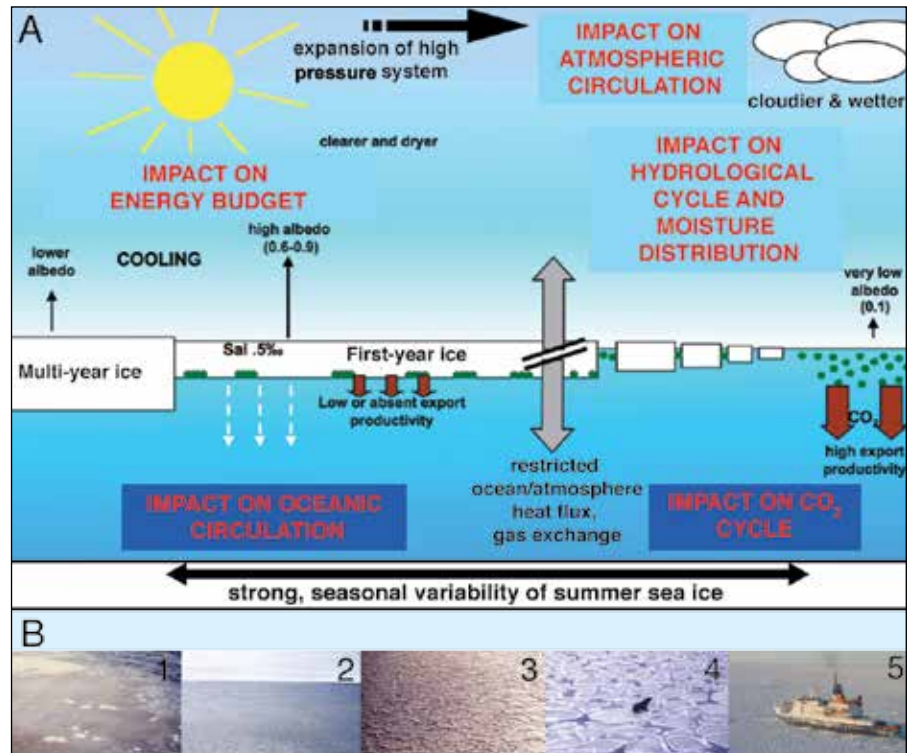 A
expansion of high
pressure system
IMPACT ON
ATMOSPHERIC
CIRCULATION
cloudier & wetter
clearer and dryer
IMPACT ON
ENERGY BUDGET
IMPACT ON
HYDROLOGICAL
CYCLE AND
MOISTURE
DISTRIBUTION
lower
albedo
COOLING
high albedo
(0.6-0.9)
very low
albedo
(0.1)
Multi-year ice
Sal .5‰
First-year ice
Low or absent export
productivity
CO2
high export
productivity
restricted
ocean/atmosphere
heat flux,
gas exchange
IMPACT ON OCEANIC
CIRCULATION
IMPACT ON CO2
CYCLE
strong, seasonal variability of summer sea ice
B
1
2
3
4
5